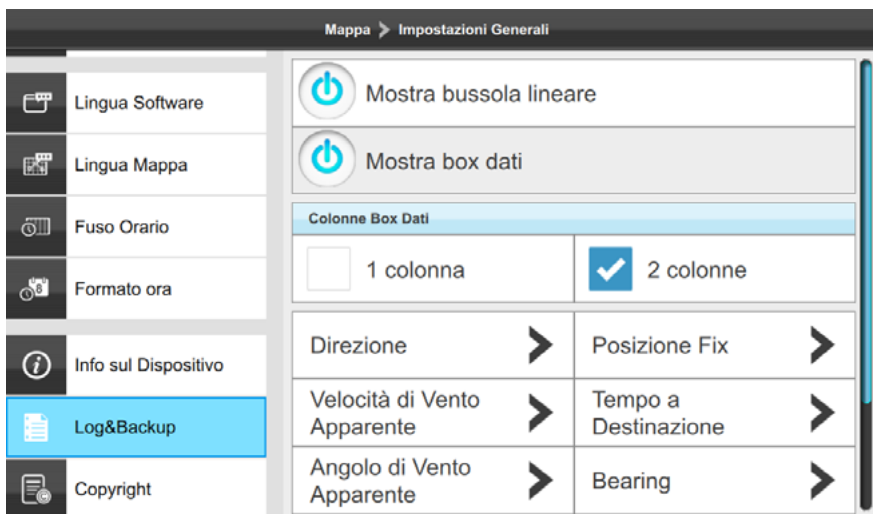 Mappa > Impostazioni Generali
Lingua Software
Lingua Mappa
Fuso Orario
Formato ora
Info sul Dispositivo
Log&Backup
Copyright
Mostra bussola lineare
Mostra box dati
Colonne Box Dati
1 colonna
2 colonne
Direzione
Posizione Fix
Velocità di Vento
Apparente
Tempo a
Destinazione
Angolo di Vento
Apparente
Bearing